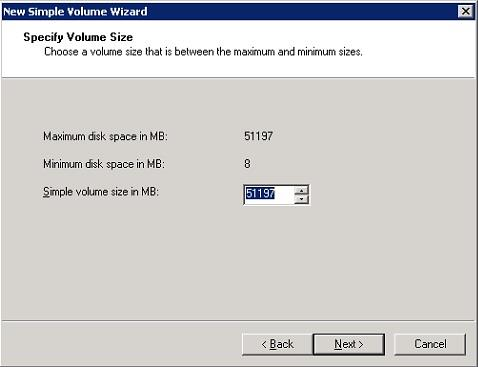 New Simple Volume Wizard
Specify Volume Size
Choose a volume size that is between the maximum and minimum sizes.
Maximum disk space in MB: 51197
Minimum disk space in MB: 8
Simple volume size in MB: 51197
< Back Next > Cancel